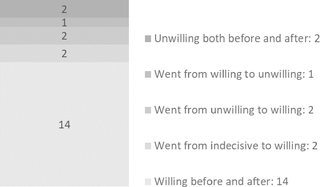 2
1
2
2
14
Unwilling both before and after: 2
Went from willing to unwilling: 1
Went from unwilling to willing: 2
Went from indecisive to willing: 2
Willing before and after: 14